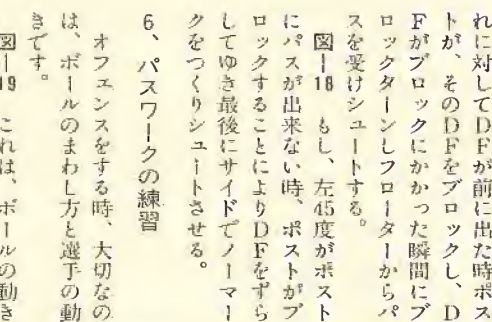 れに対してDFが前に出た時ポス
トが、そのDFをブロックし、D
Fがブロックにかかった瞬間にブ
ロックターンしフローターからパ
スを受けシュートする。
図ー18　もし、左45度がポスト
にパスが出来ない時、ポストがブ
ロックすることによりDFをずら
してゆき最後にサイドでノーマー
クをつくりシュートさせる。
6、パスワークの練習
オフェンスをする時、大切なの
は、ボールのまわし方と選手の動
きです。
図ー19　これは、ボールの動き